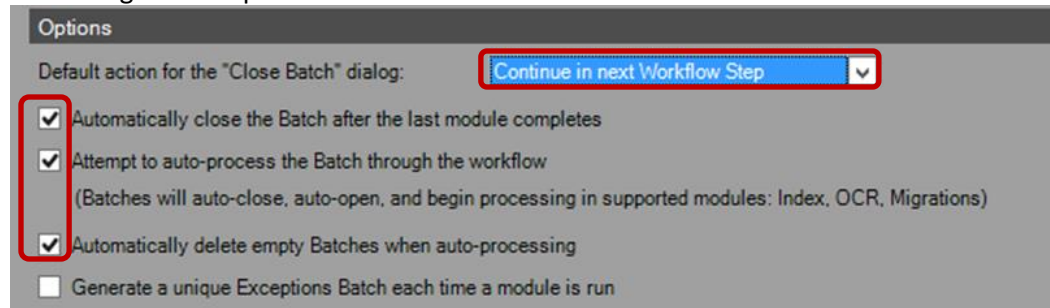 Options
Default action for the "Close Batch" dialog: Continue in next Workflow Step
Automatically close the Batch after the last module completes
Attempt to auto-process the Batch through the workflow
(Batches will auto-close, auto-open, and begin processing in supported modules: Index, OCR, Migrations)
Automatically delete empty Batches when auto-processing
Generate a unique Exceptions Batch each time a module is run